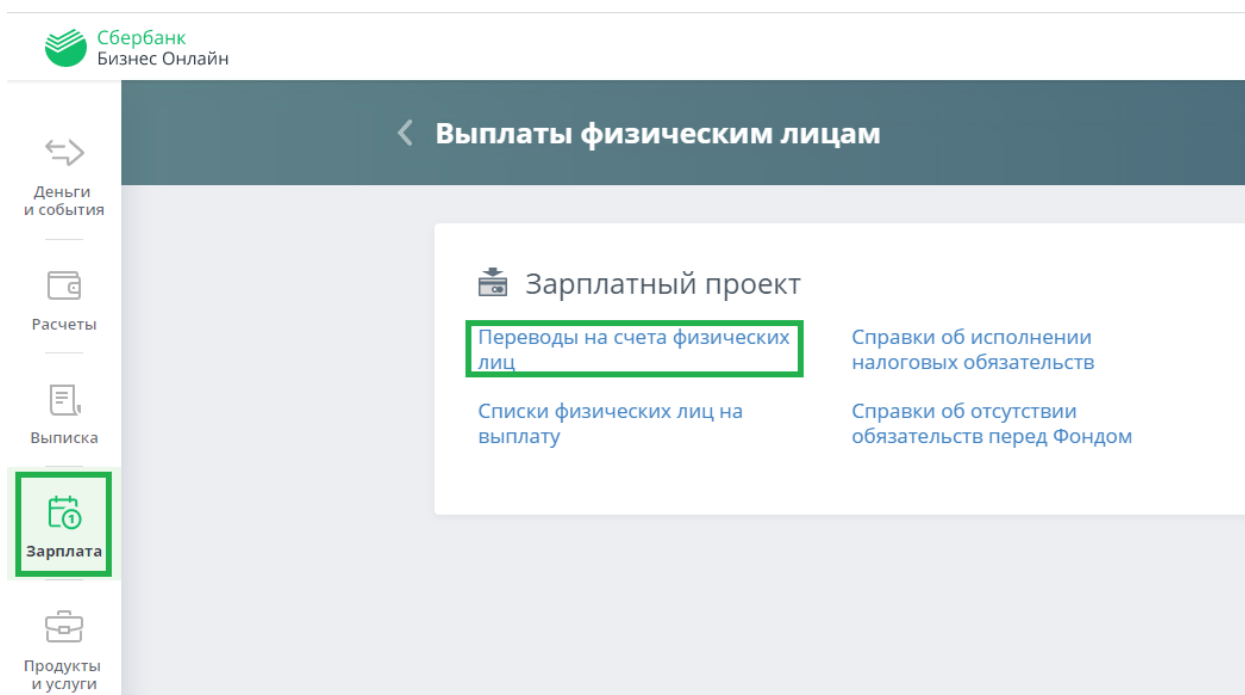 Сбербанк
Бизнес Онлайн
Выплаты физическим лицам
Деньги
и события
Расчеты
Выписка
Зарплата
Продукты
и услуги
Зарплатный проект
Переводы на счета физических
лиц
Списки физических лиц на
выплату
Справки об исполнении
налоговых обязательств
Справки об отсутствии
обязательств перед Фондом